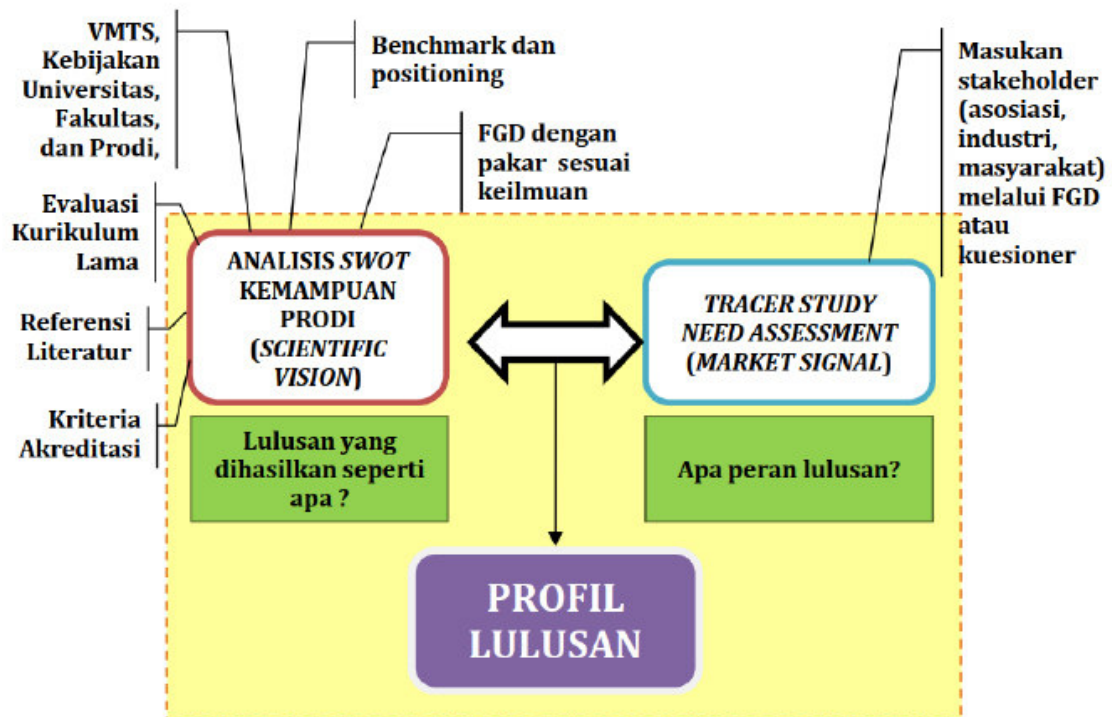 VMTS,
Kebijakan
Universitas,
Fakultas,
dan Prodi,
Benchmark dan
positioning
FGD dengan
pakar sesuai
keilmuan
Masukan
stakeholder
(asosiasi,
industri,
masyarakat)
melalui FGD
atau
kuesioner
Evaluasi
Kurikulum
Lama
Referensi
Literatur
Kriteria
Akreditasi
ANALISIS SWOT
KEMAMPUAN
PRODI
(SCIENTIFIC
VISION)
TRACER STUDY
NEED ASSESSMENT
(MARKET SIGNAL)
Lulusan yang
dihasilkan seperti
apa ?
Apa peran lulusan?
PROFIL
LULUSAN